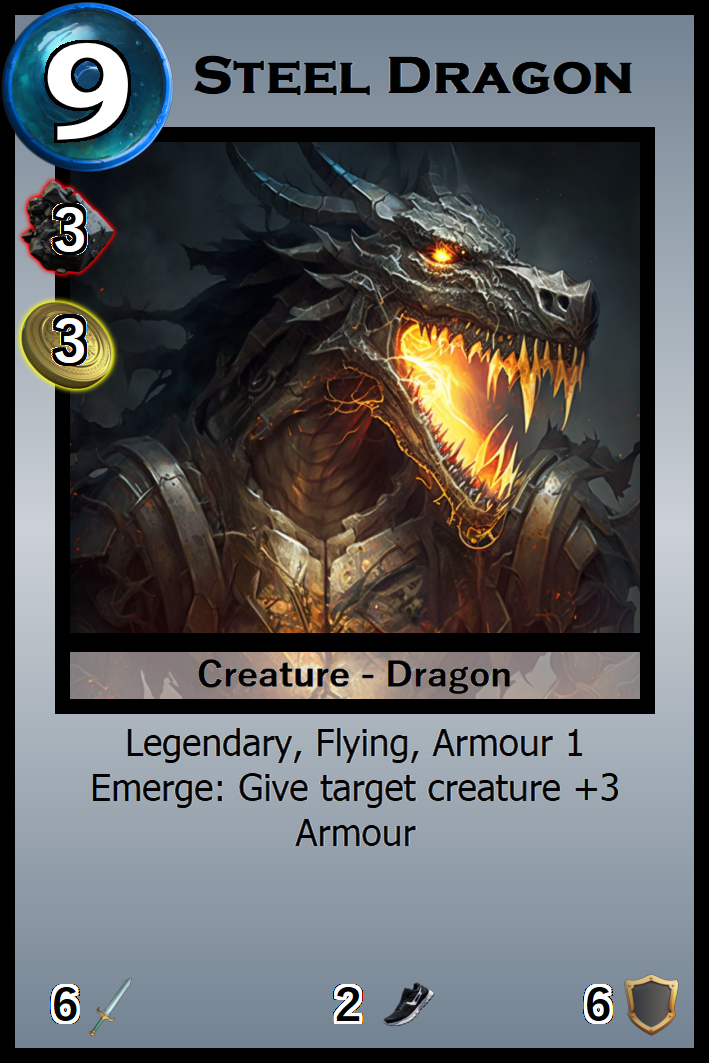 9
Steel Dragon
3
3
Creature - Dragon
Legendary, Flying, Armour 1
Emerge: Give target creature +3
Armour
6 2 6